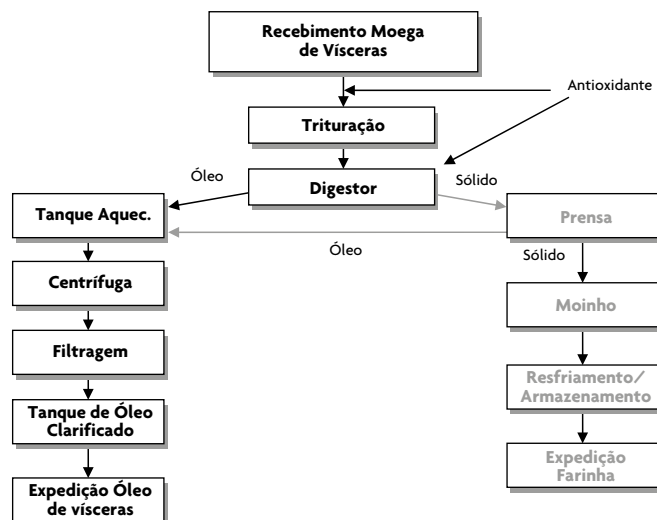 Recebimento Moega
de Vísceras
Antioxidante
Trituração
Óleo
Digestor
Sólido
Tanque Aquec.
Prensa
Óleo
Sólido
Centrífuga
Moinho
Filtragem
Resfriamento/
Armazenamento
Tanque de Óleo
Clarificado
Expedição
Farinha
Expedição Óleo
de vísceras